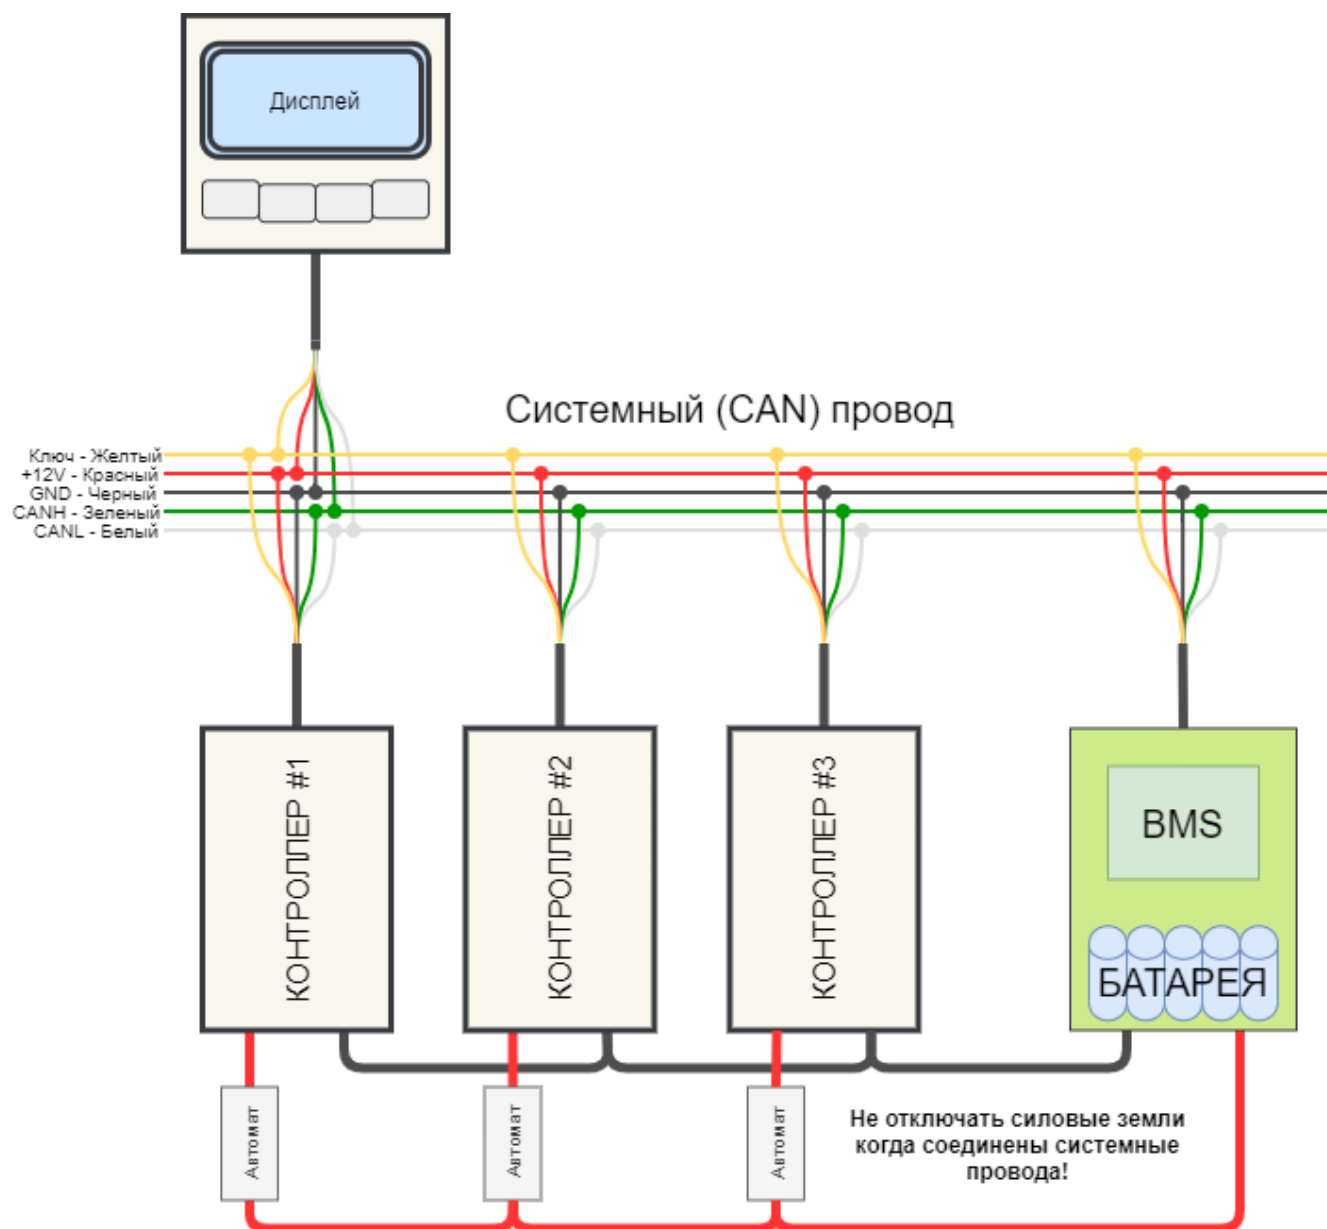 Дисплей
Системный (CAN) провод
Ключ - Желтый
+12V - Красный
GND - Черный
CANH - Зеленый
CANL - Белый
КОНТРОЛЛЕР #1
КОНТРОЛЛЕР #2
КОНТРОЛЛЕР #3
BMS
БАТАРЕЯ
Автомат
Автомат
Автомат
Не отключать силовые земли
когда соединены системные
провода!